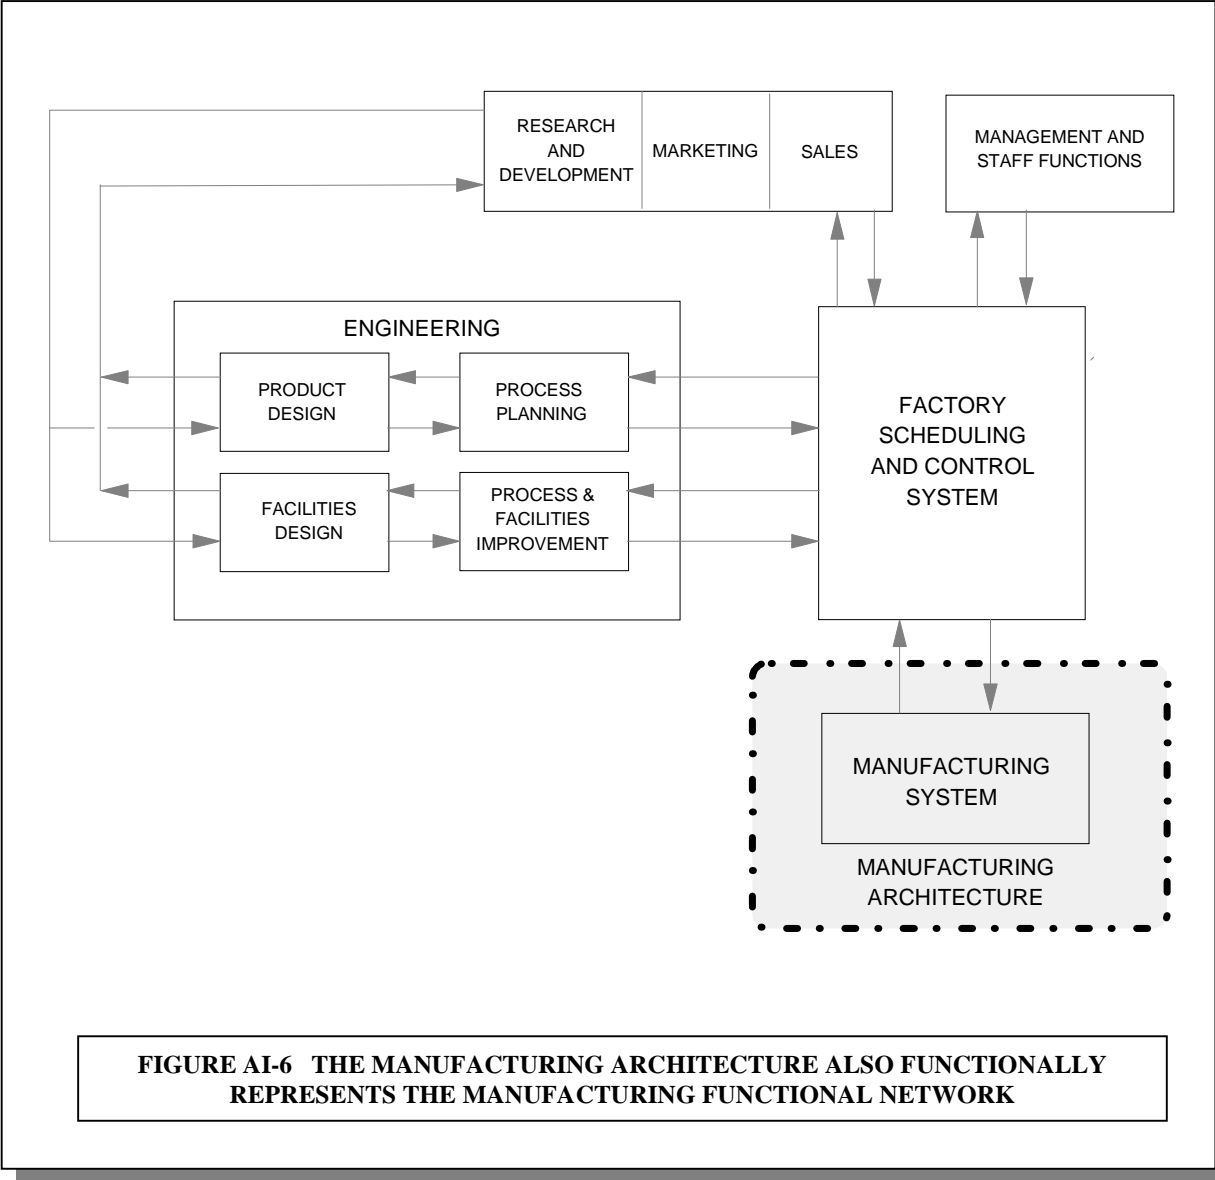 RESEARCH
AND
DEVELOPMENT
MARKETING
SALES
MANAGEMENT AND
STAFF FUNCTIONS
ENGINEERING
PRODUCT
DESIGN
PROCESS
PLANNING
FACILITIES
DESIGN
PROCESS &
FACILITIES
IMPROVEMENT
FACTORY
SCHEDULING
AND CONTROL
SYSTEM
MANUFACTURING
SYSTEM
MANUFACTURING
ARCHITECTURE
FIGURE AI-6 THE MANUFACTURING ARCHITECTURE ALSO FUNCTIONALLY
REPRESENTS THE MANUFACTURING FUNCTIONAL NETWORK